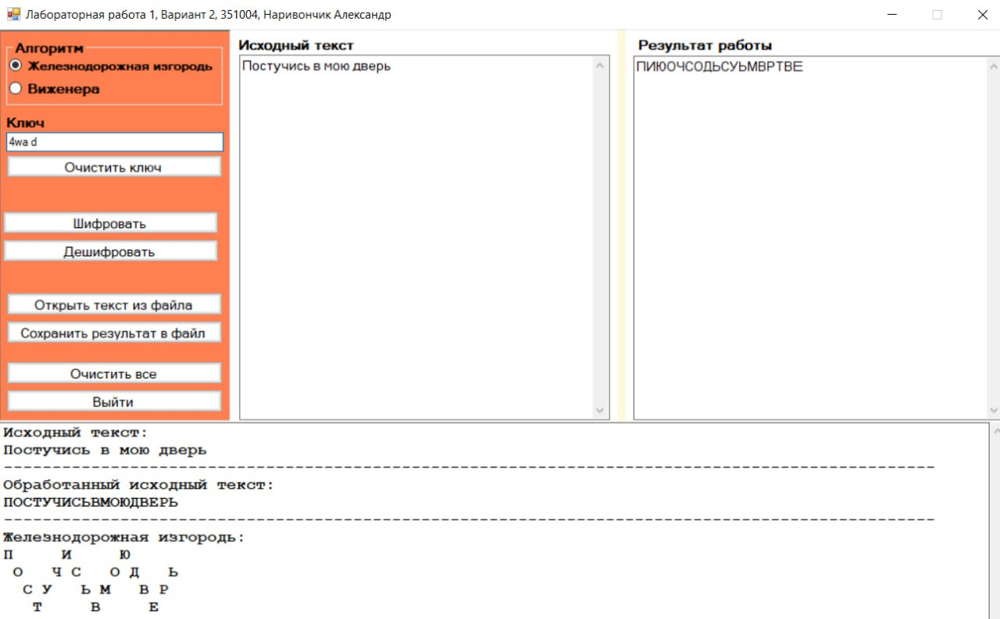 Лабораторная работа 1, Вариант 2, 351004, Наривончик Александр
Алгоритм
Железнодорожная изгородь
Виженера
Ключ
4wa d
Очистить ключ
Шифровать
Дешифровать
Открыть текст из файла
Сохранить результат в файл
Очистить все
Выйти
Исходный текст
Постучись в мою дверь
Результат работы
ПИЮОЧСОДЬСУЬМВРТВЕ
Исходный текст:
Постучись в мою дверь
-----------------------------------------------------------------------------------------------
Обработанный исходный текст:
ПОСТУЧИСЬВМОЮДВЕРЬ
-----------------------------------------------------------------------------------------------
Железнодорожная изгородь:
П     И     Ю
 О   Ч С   О Д   Ь
  С У   Ь М   В Р
   Т     В     Е